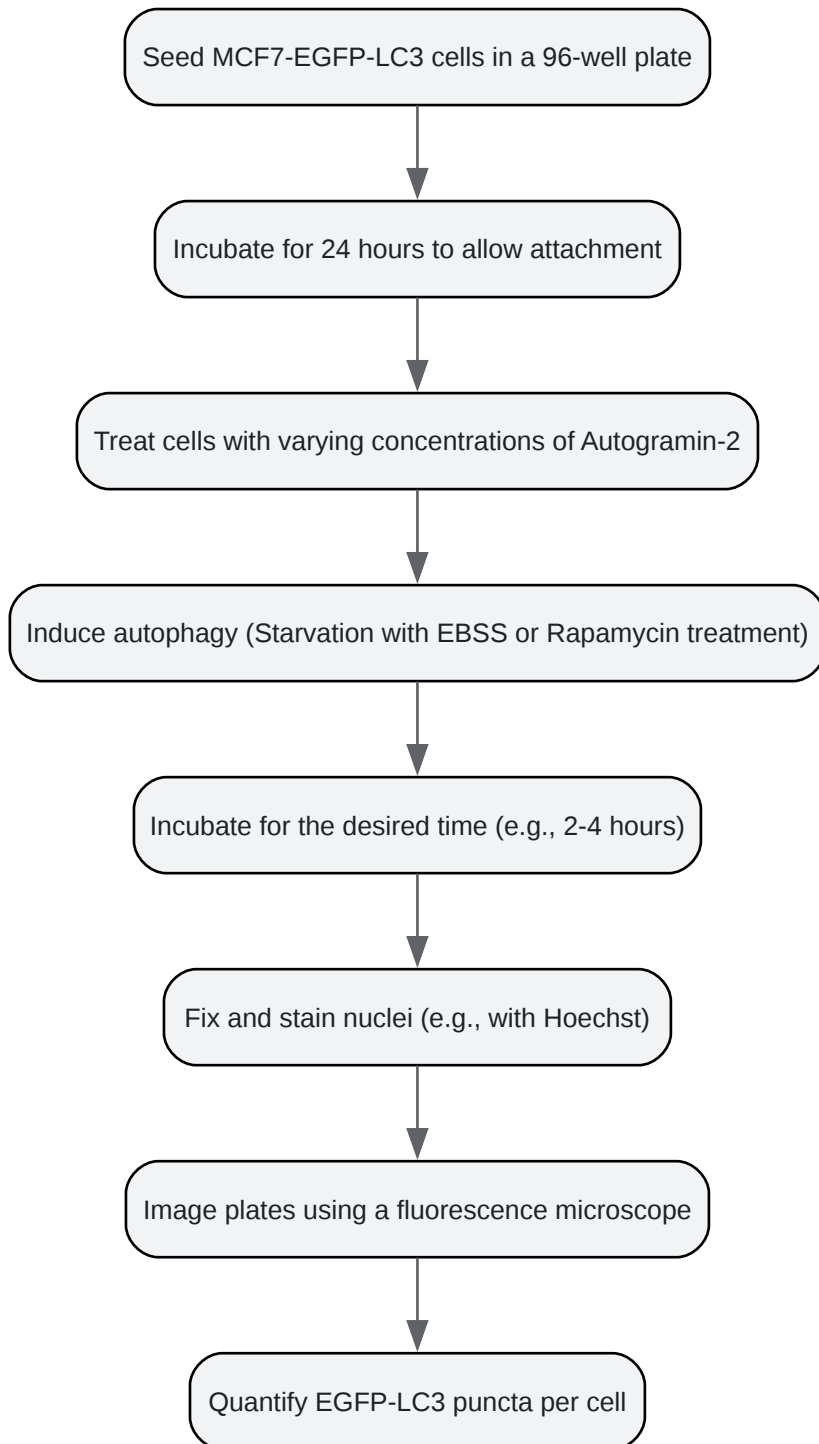 Seed MCF7-EGFP-LC3 cells in a 96-well plate
Incubate for 24 hours to allow attachment
Treat cells with varying concentrations of Autogramin-2
Induce autophagy (Starvation with EBSS or Rapamycin treatment)
Incubate for the desired time (e.g., 2-4 hours)
Fix and stain nuclei (e.g., with Hoechst)
Image plates using a fluorescence microscope
Quantify EGFP-LC3 puncta per cell